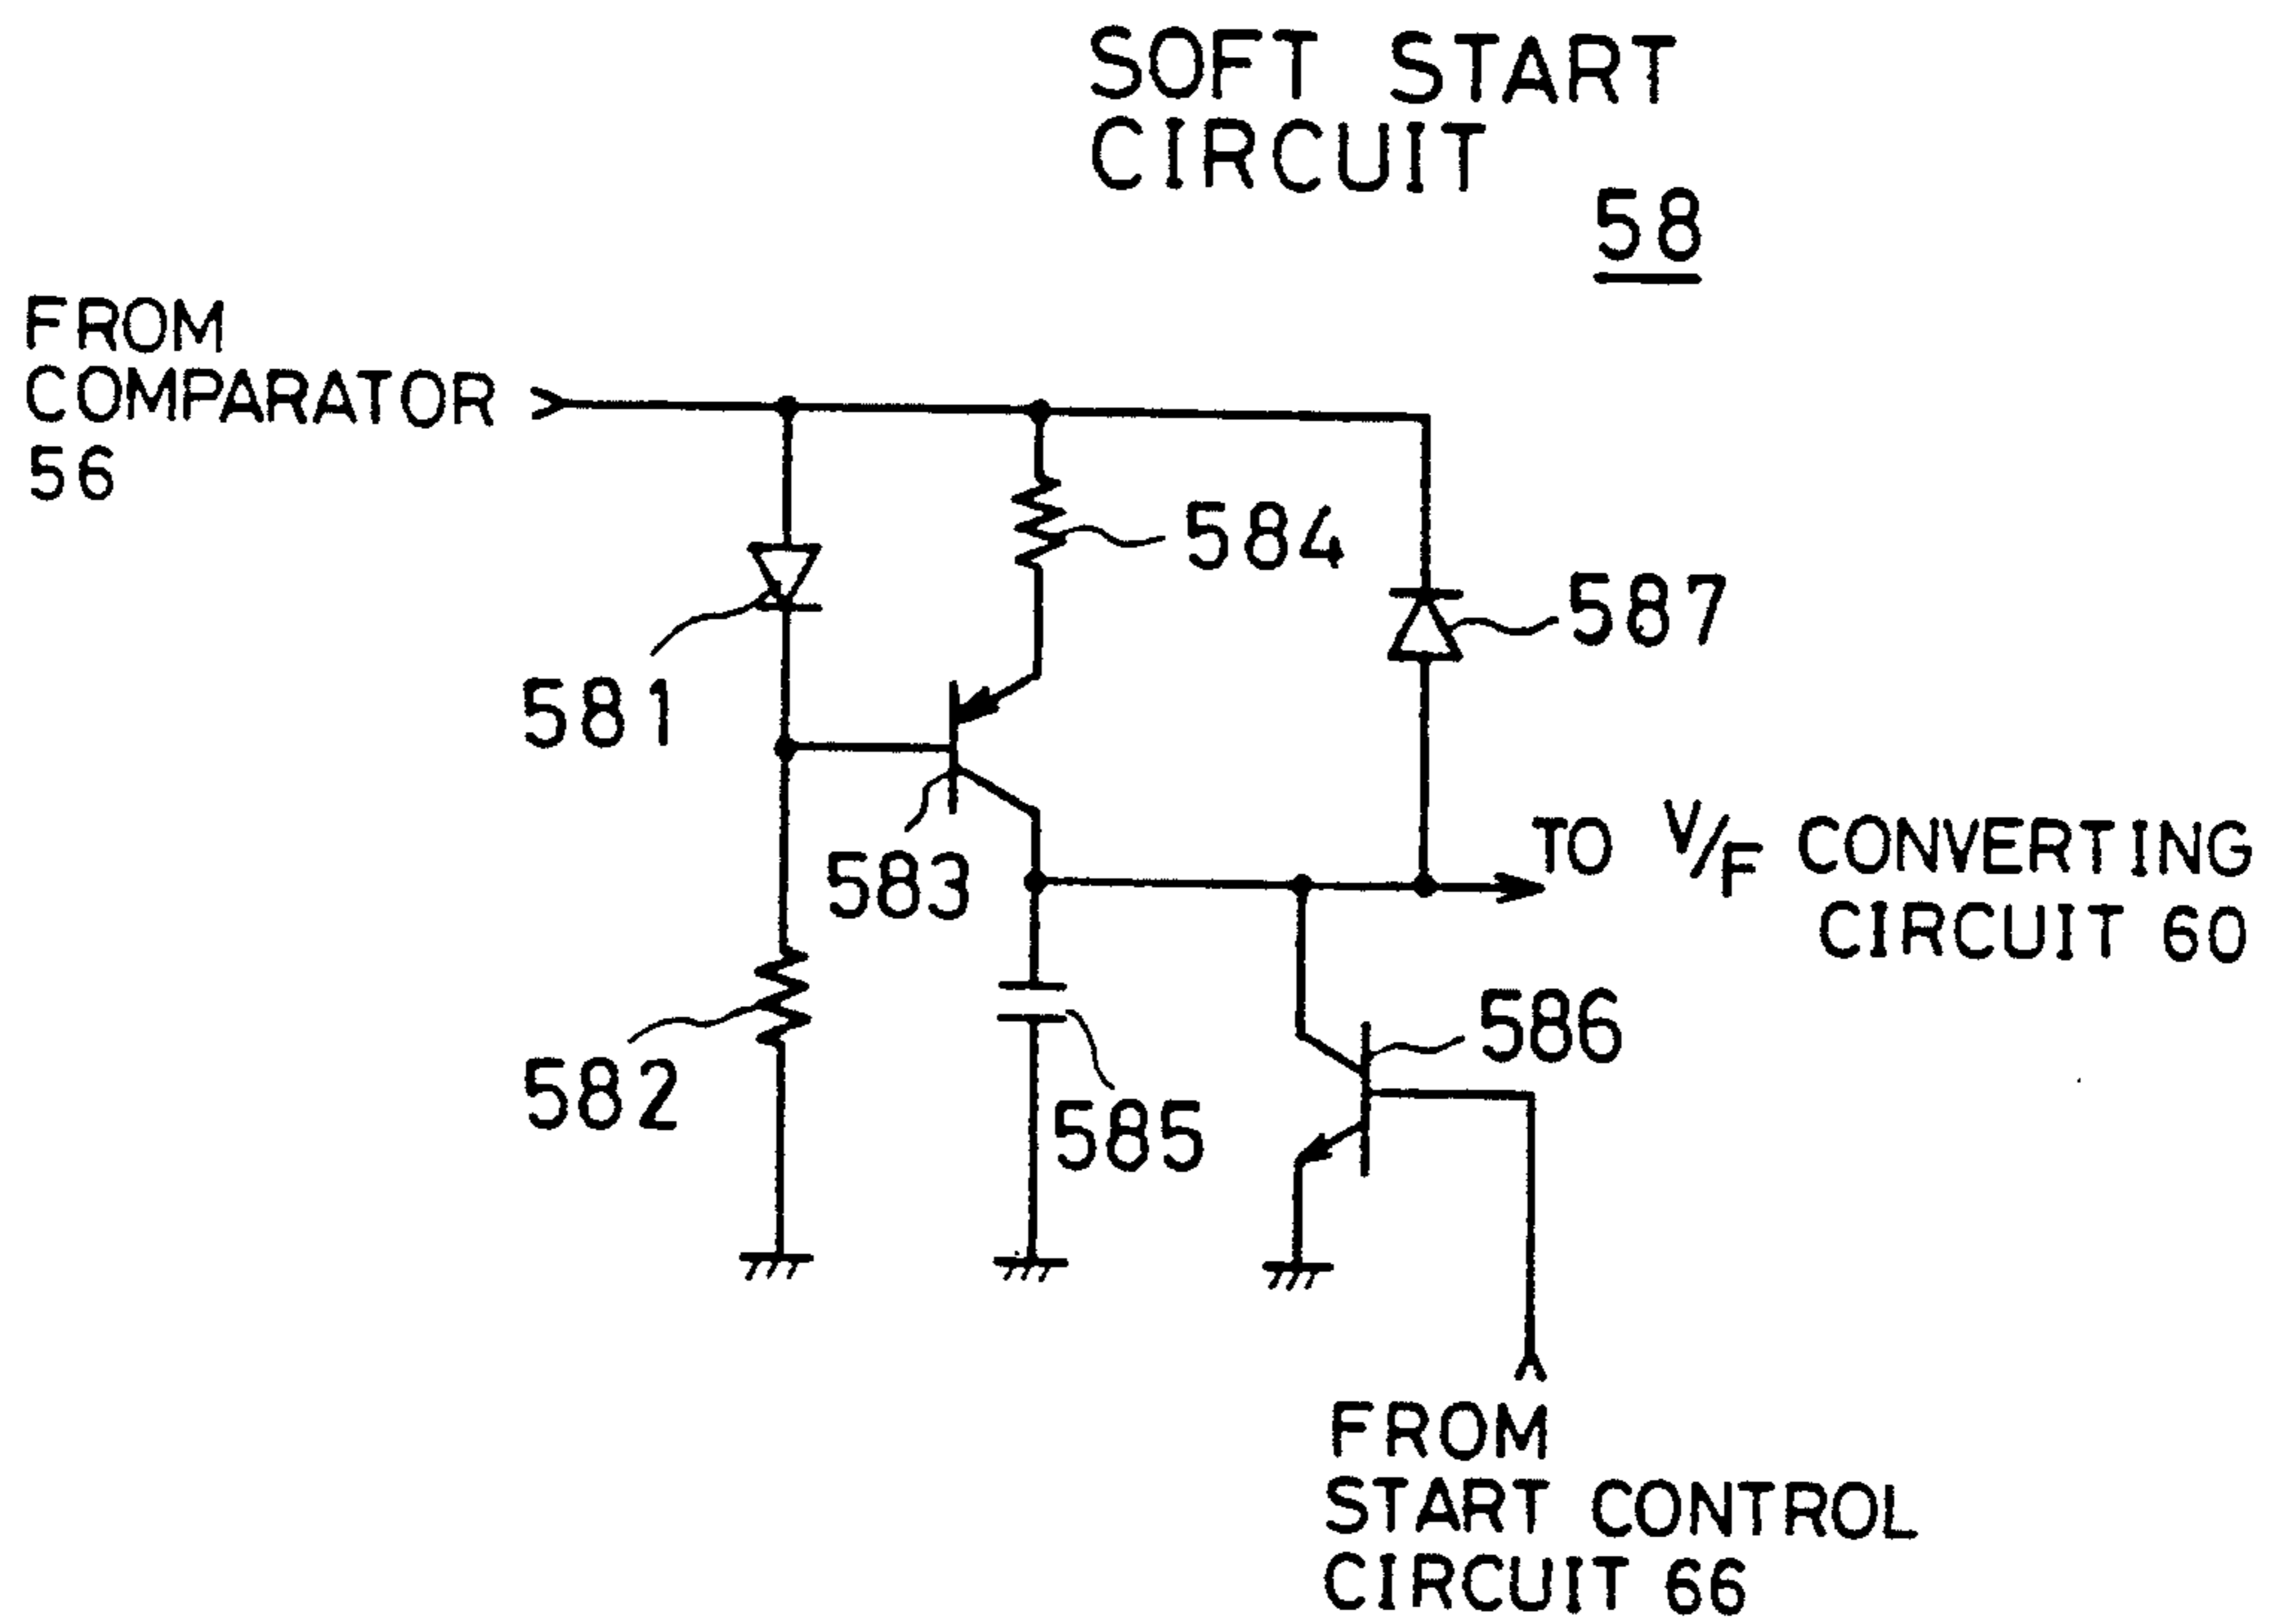 SOFT START
CIRCUIT
58
FROM
COMPARATOR
56
584
587
581
583
TO V/F CONVERTING
CIRCUIT 60
586
582
585
FROM
START CONTROL
CIRCUIT 66